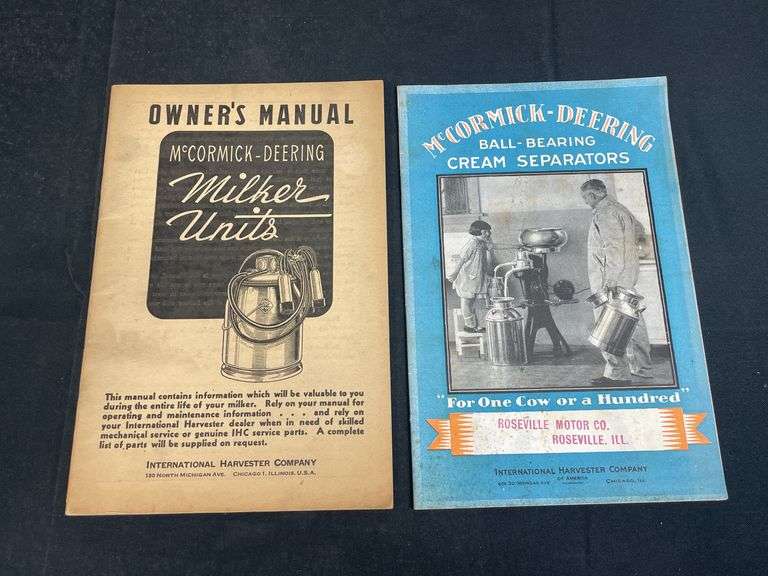 OWNER'S MANUAL
McCORMICK-DEERING
Milker
Units
This manual contains information which will be valuable to you
during the entire life of your milker. Rely on your manual for
operating and maintenance information . . . and rely on
your International Harvester dealer when in need of skilled
mechanical service or genuine IHC service parts. A complete
list of parts will be supplied on request.
INTERNATIONAL HARVESTER COMPANY
180 NORTH MICHIGAN AVE. CHICAGO 1, ILLINOIS, U.S.A.
McCORMICK-DEERING
BALL-BEARING
CREAM SEPARATORS
"For One Cow or a Hundred"
ROSEVILLE MOTOR CO.
ROSEVILLE, ILL.
INTERNATIONAL HARVESTER COMPANY
OF AMERICA
CHICAGO, ILL.